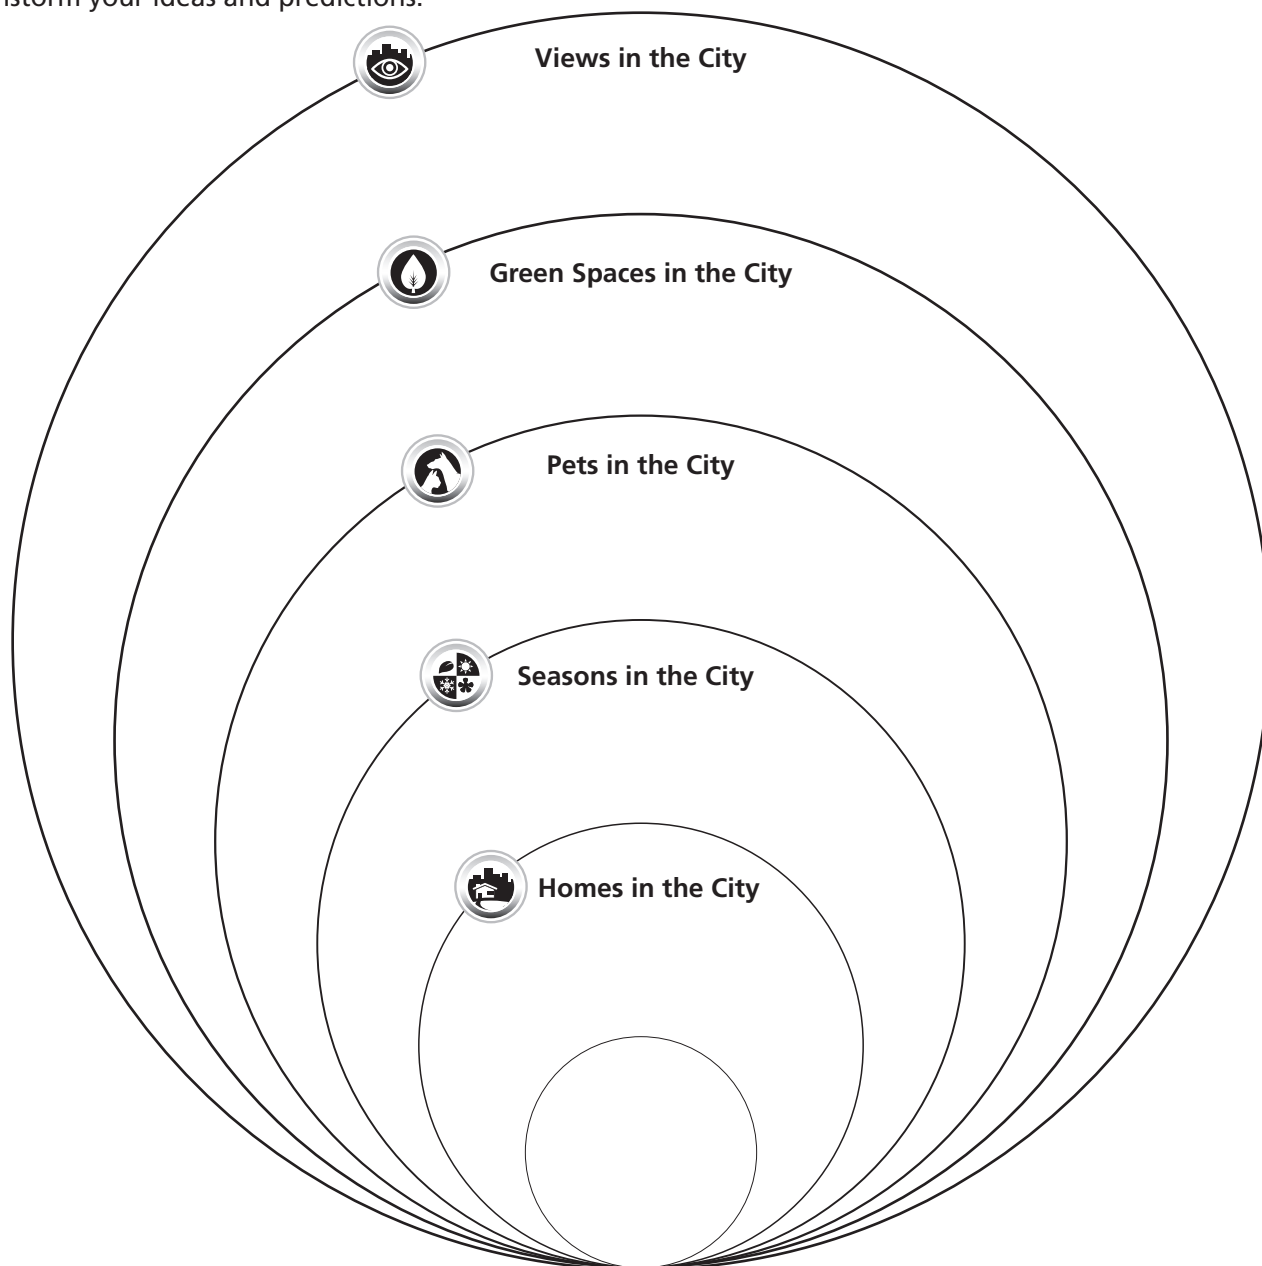 your ideas and predictions.
Views in the City
Green Spaces in the City
Pets in the City
Seasons in the City
Homes in the City